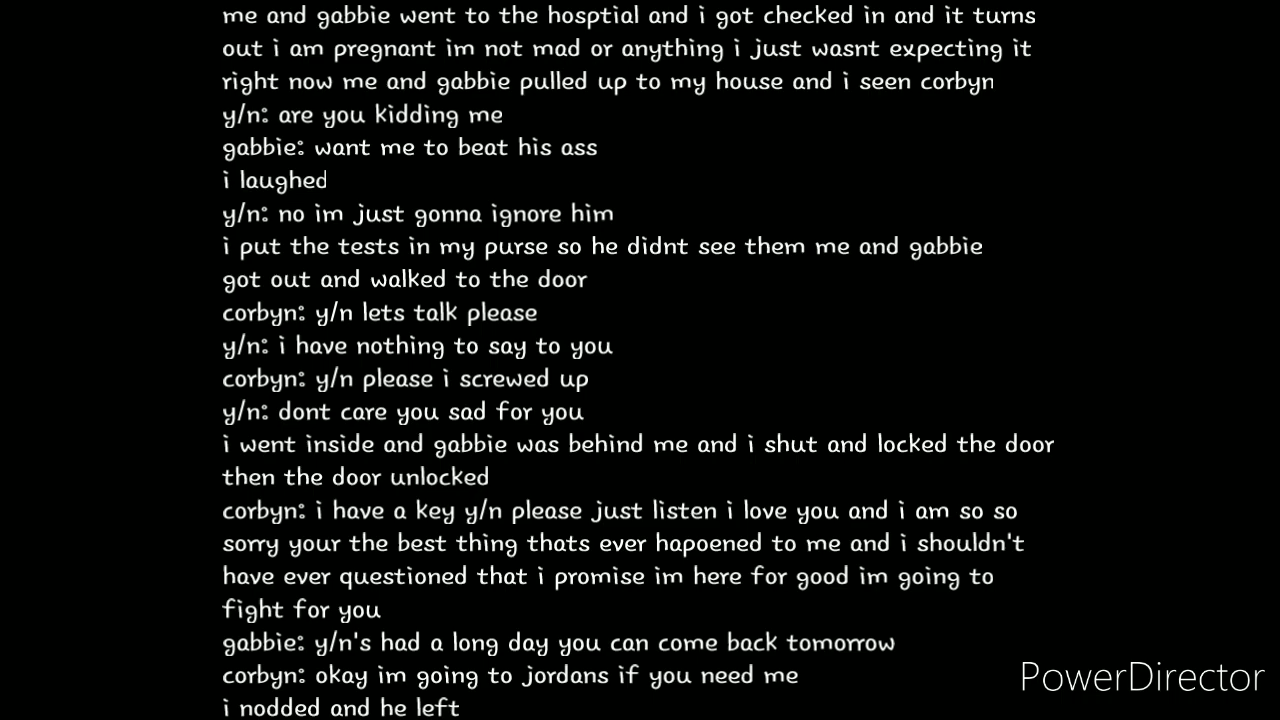 me and gabbie went to the hosptial and i got checked in and it turns
out i am pregnant im not mad or anything i just wasnt expecting it
right now me and gabbie pulled up to my house and i seen corbyn
y/n: are you kidding me
gabbie: want me to beat his ass
i laughed
y/n: no im just gonna ignore him
i put the tests in my purse so he didnt see them me and gabbie
got out and walked to the door
corbyn: y/n lets talk please
y/n: i have nothing to say to you
corbyn: y/n please i screwed up
y/n: dont care you sad for you
i went inside and gabbie was behind me and i shut and locked the door
then the door unlocked
corbyn: i have a key y/n please just listen i love you and i am so so
sorry your the best thing thats ever hapoened to me and i shouldn't
have ever questioned that i promise im here for good im going to
fight for you
gabbie: y/n's had a long day you can come back tomorrow
corbyn: okay im going to jordans if you need me
i nodded and he left
PowerDirector